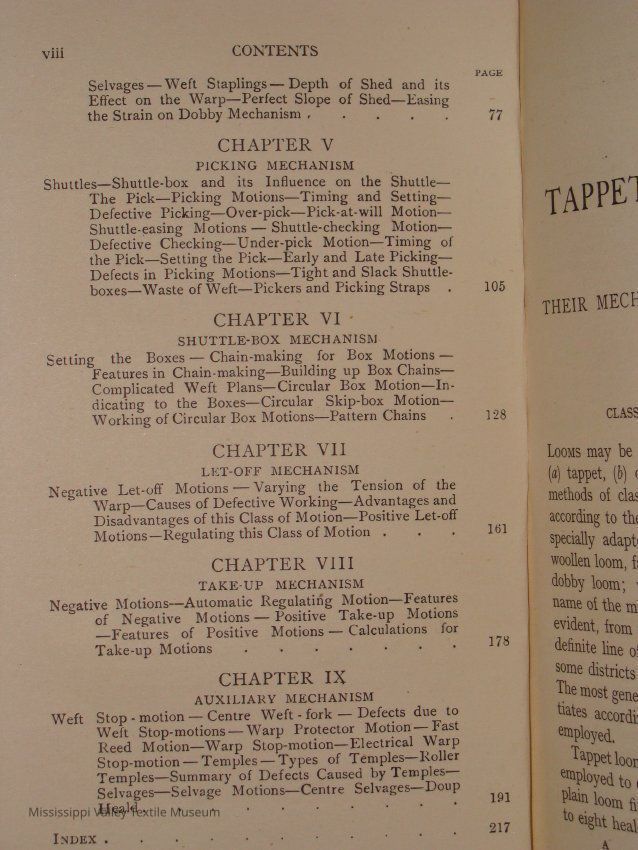 viii CONTENTS
PAGE
Selvages — Weft Staplings — Depth of Shed and its
Effect on the Warp—Perfect Slope of Shed—Easing
the Strain on Dobby Mechanism . . . . . 77
CHAPTER V
PICKING MECHANISM
Shuttles—Shuttle-box and its Influence on the Shuttle—
The Pick—Picking Motions—Timing and Setting—
Defective Picking—Over-pick—Pick-at-will Motion—
Shuttle-easing Motions — Shuttle-checking Motion—
Defective Checking—Under-pick Motion—Timing of
the Pick—Setting the Pick—Early and Late Picking—
Defects in Picking Motions—Tight and Slack Shuttle-
boxes—Waste of Weft—Pickers and Picking Straps . 105
CHAPTER VI
SHUTTLE-BOX MECHANISM
Setting the Boxes — Chain-making for Box Motions —
Features in Chain-making—Building up Box Chains—
Complicated Weft Plans—Circular Box Motion—In-
dicating to the Boxes—Circular Skip-box Motion—
Working of Circular Box Motions—Pattern Chains . 128
CHAPTER VII
LET-OFF MECHANISM
Negative Let-off Motions — Varying the Tension of the
Warp—Causes of Defective Working—Advantages and
Disadvantages of this Class of Motion—Positive Let-off
Motions—Regulating this Class of Motion . . . 161
CHAPTER VIII
TAKE-UP MECHANISM
Negative Motions—Automatic Regulating Motion—Features
of Negative Motions — Positive Take-up Motions
—Features of Positive Motions — Calculations for
Take-up Motions . . . . . . 178
CHAPTER IX
AUXILIARY MECHANISM
Weft Stop-motion — Centre Weft-fork — Defects due to
Weft Stop-motions — Warp Protector Motion — Fast
Reed Motion—Warp Stop-motion—Electrical Warp
Stop-motion — Temples — Types of Temples—Roller
Temples—Summary of Defects Caused by Temples—
Selvages—Selvage Motions—Centre Selvages—Doup
Heald . . . . . . . 191
INDEX . . . . . . . . 217
Mississippi Valley Textile Museum
TAPPET
THEIR MECH
CLASS
LOOMS may be
(a) tappet, (b)
methods of clas
according to the
specially adapt
woollen loom, f
dobby loom;
name of the m
evident, from
definite line o
some districts
The most gene
tiates accordi
employed.
Tappet loom
employed to
plain loom fi
to eight heal
A